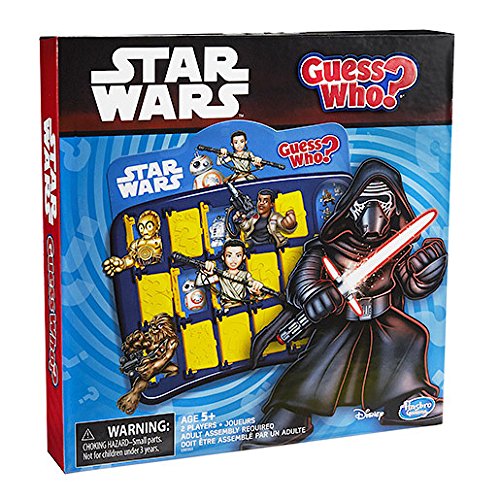 STAR
WARS
Guess
Who?
STAR
WARS
Guess
Who?
STAR
WARS
GUESS WHO?
WARNING:
CHOKING HAZARD–Small parts.
Not for children under 3 years.
AGE 5+
2 PLAYERS • JOUEURS
ADULT ASSEMBLY REQUIRED
DOIT ÊTRE ASSEMBLÉ PAR UN ADULTE
Disney
Hasbro
Gaming